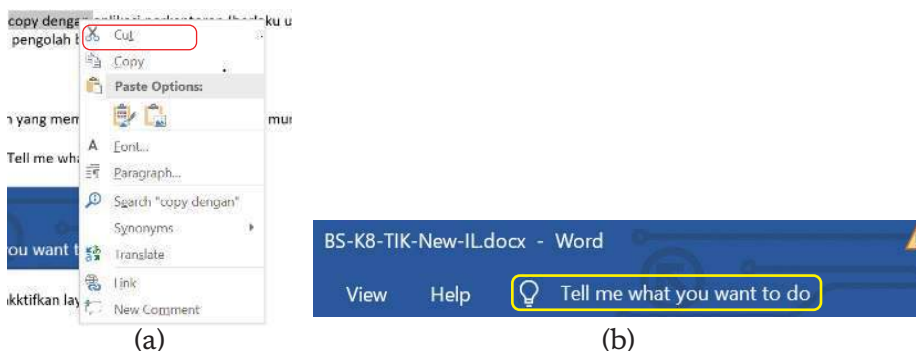 copy denga
Cut
pengolah
Copy
Paste Options:
n yang mem
mu
Font...
Tell me wh
Paragraph...
Search "copy dengan"
Synonyms
ou want t
Translate
Link
akktifkan lay
New Comment
(a)
BS-K8-TIK-New-IL.docx - Word
View Help Tell me what you want to do
(b)